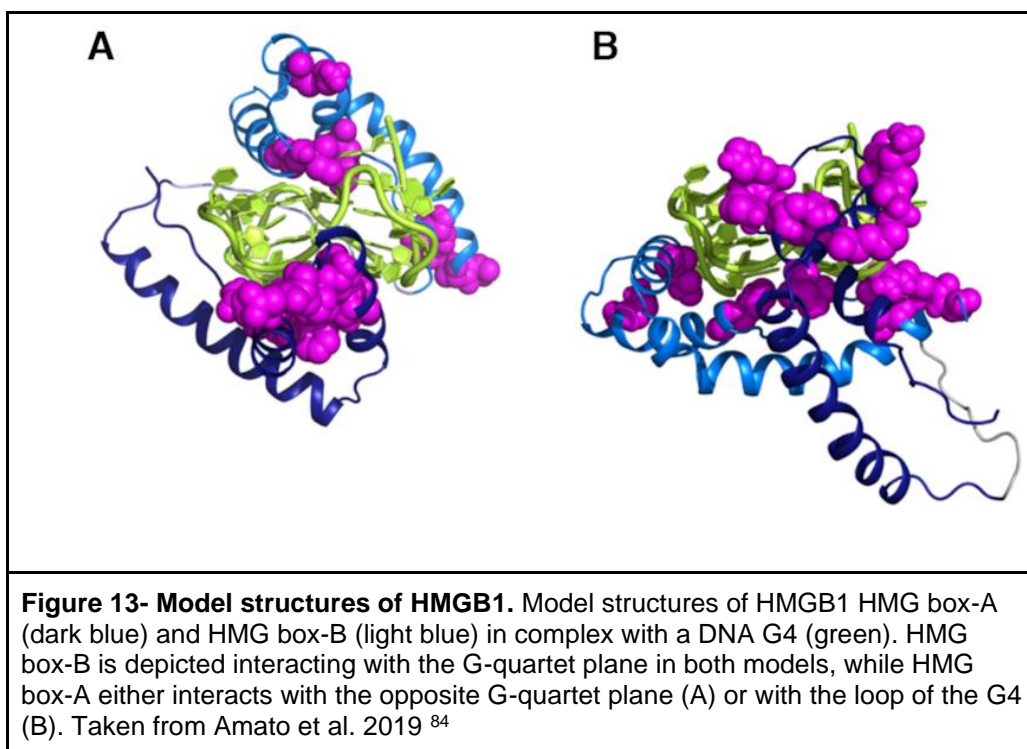 A B
Figure 13- Model structures of HMGB1. Model structures of HMGB1 HMG box-A
(dark blue) and HMG box-B (light blue) in complex with a DNA G4 (green). HMG
box-B is depicted interacting with the G-quartet plane in both models, while HMG
box-A either interacts with the opposite G-quartet plane (A) or with the loop of the G4
(B). Taken from Amato et al. 2019 84